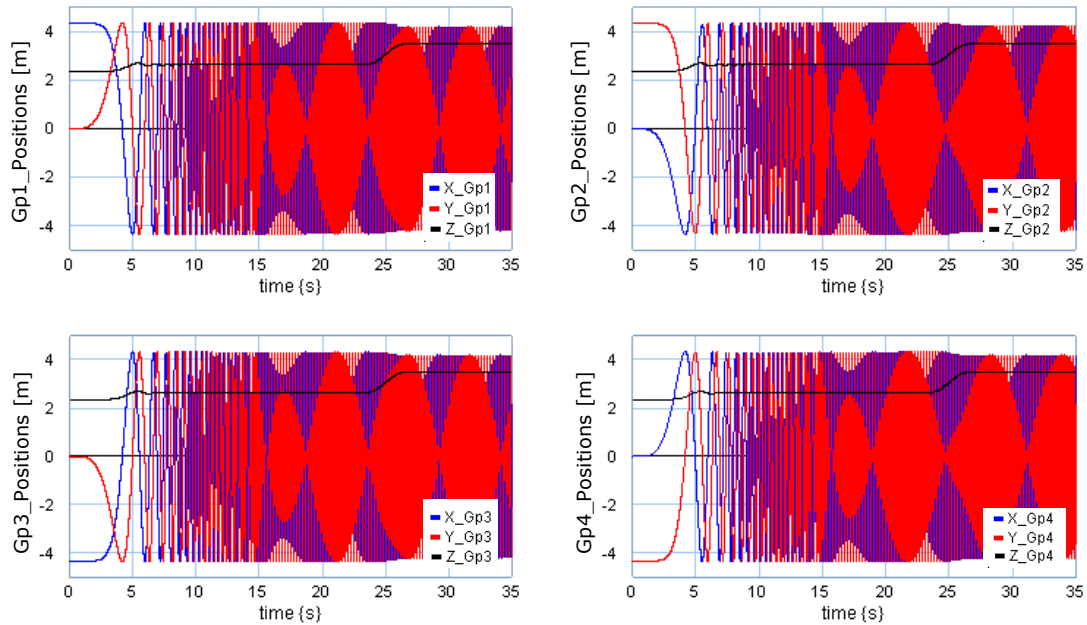 Gp1_Positions [m]
4
2
0
-2
-4
X_Gp1
Y_Gp1
Z_Gp1
0 5 10 15 20 25 30 35
time {s}
Gp2_Positions [m]
4
2
0
-2
-4
X_Gp2
Y_Gp2
Z_Gp2
0 5 10 15 20 25 30 35
time {s}
Gp3_Positions [m]
4
2
0
-2
-4
X_Gp3
Y_Gp3
Z_Gp3
0 5 10 15 20 25 30 35
time {s}
Gp4_Positions [m]
4
2
0
-2
-4
X_Gp4
Y_Gp4
Z_Gp4
0 5 10 15 20 25 30 35
time {s}